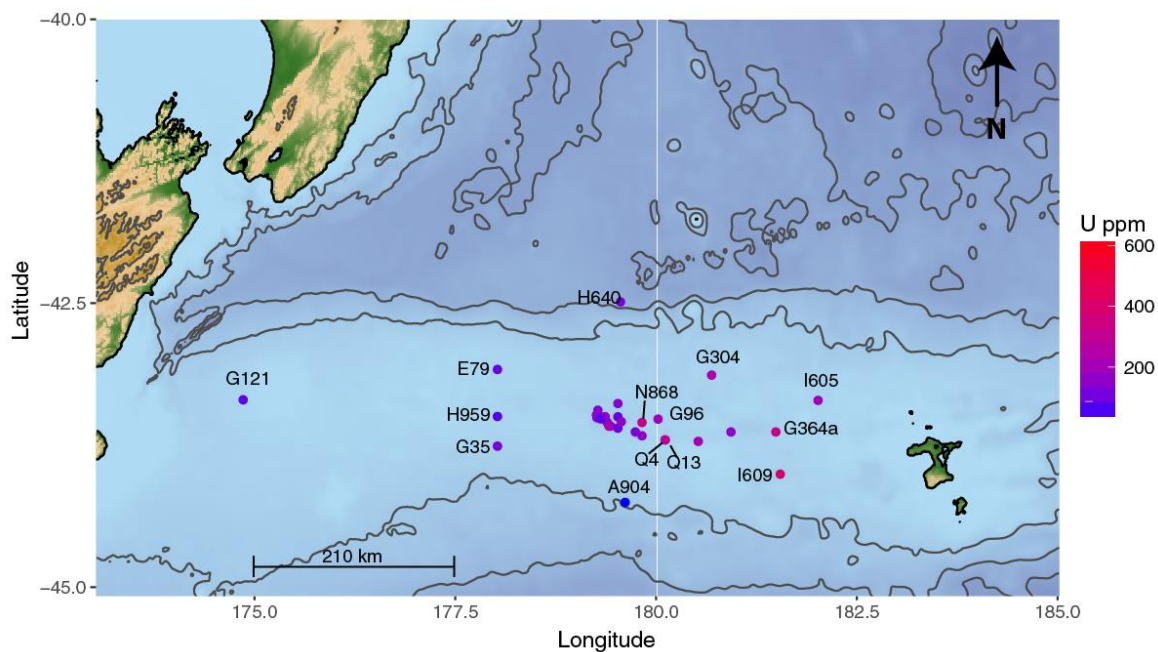 −40.0
−42.5
−45.0
Latitude
N
H640
G304
E79
I605
N868
G121
G96
H959
G364a
G35
Q4
Q13
I609
A904
210 km
175.0
177.5
180.0
182.5
185.0
Longitude
U ppm
600
400
200